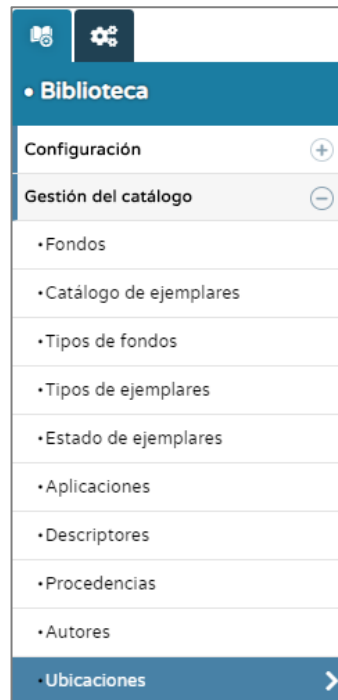 • Biblioteca
Configuración
Gestión del catálogo
•Fondos
•Catálogo de ejemplares
•Tipos de fondos
•Tipos de ejemplares
•Estado de ejemplares
•Aplicaciones
•Descriptores
•Procedencias
•Autores
•Ubicaciones